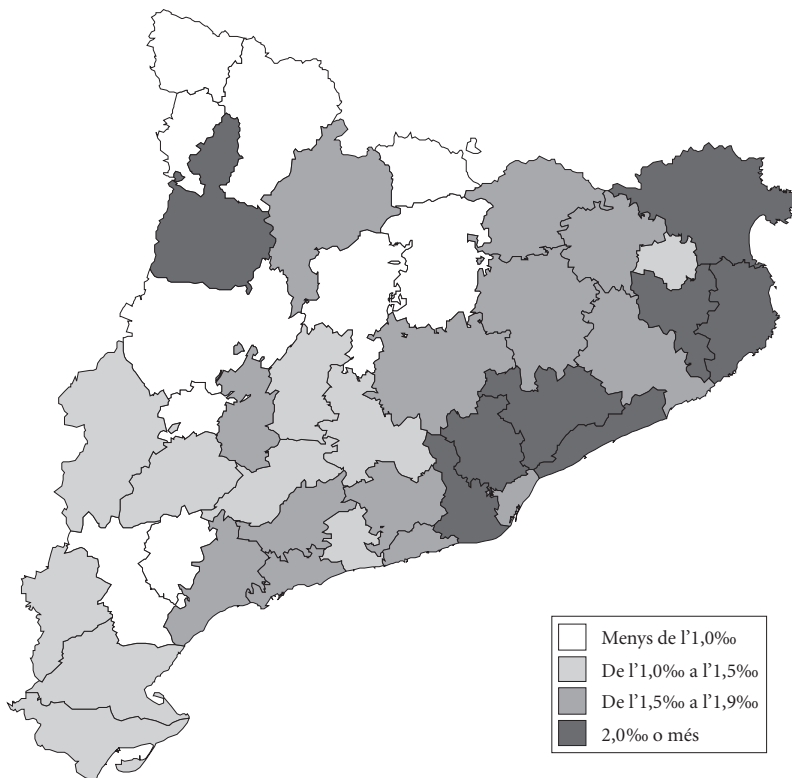 Menys de l’1,0‰
De l’1,0‰ a l’1,5‰
De l’1,5‰ a l’1,9‰
2,0‰ o més